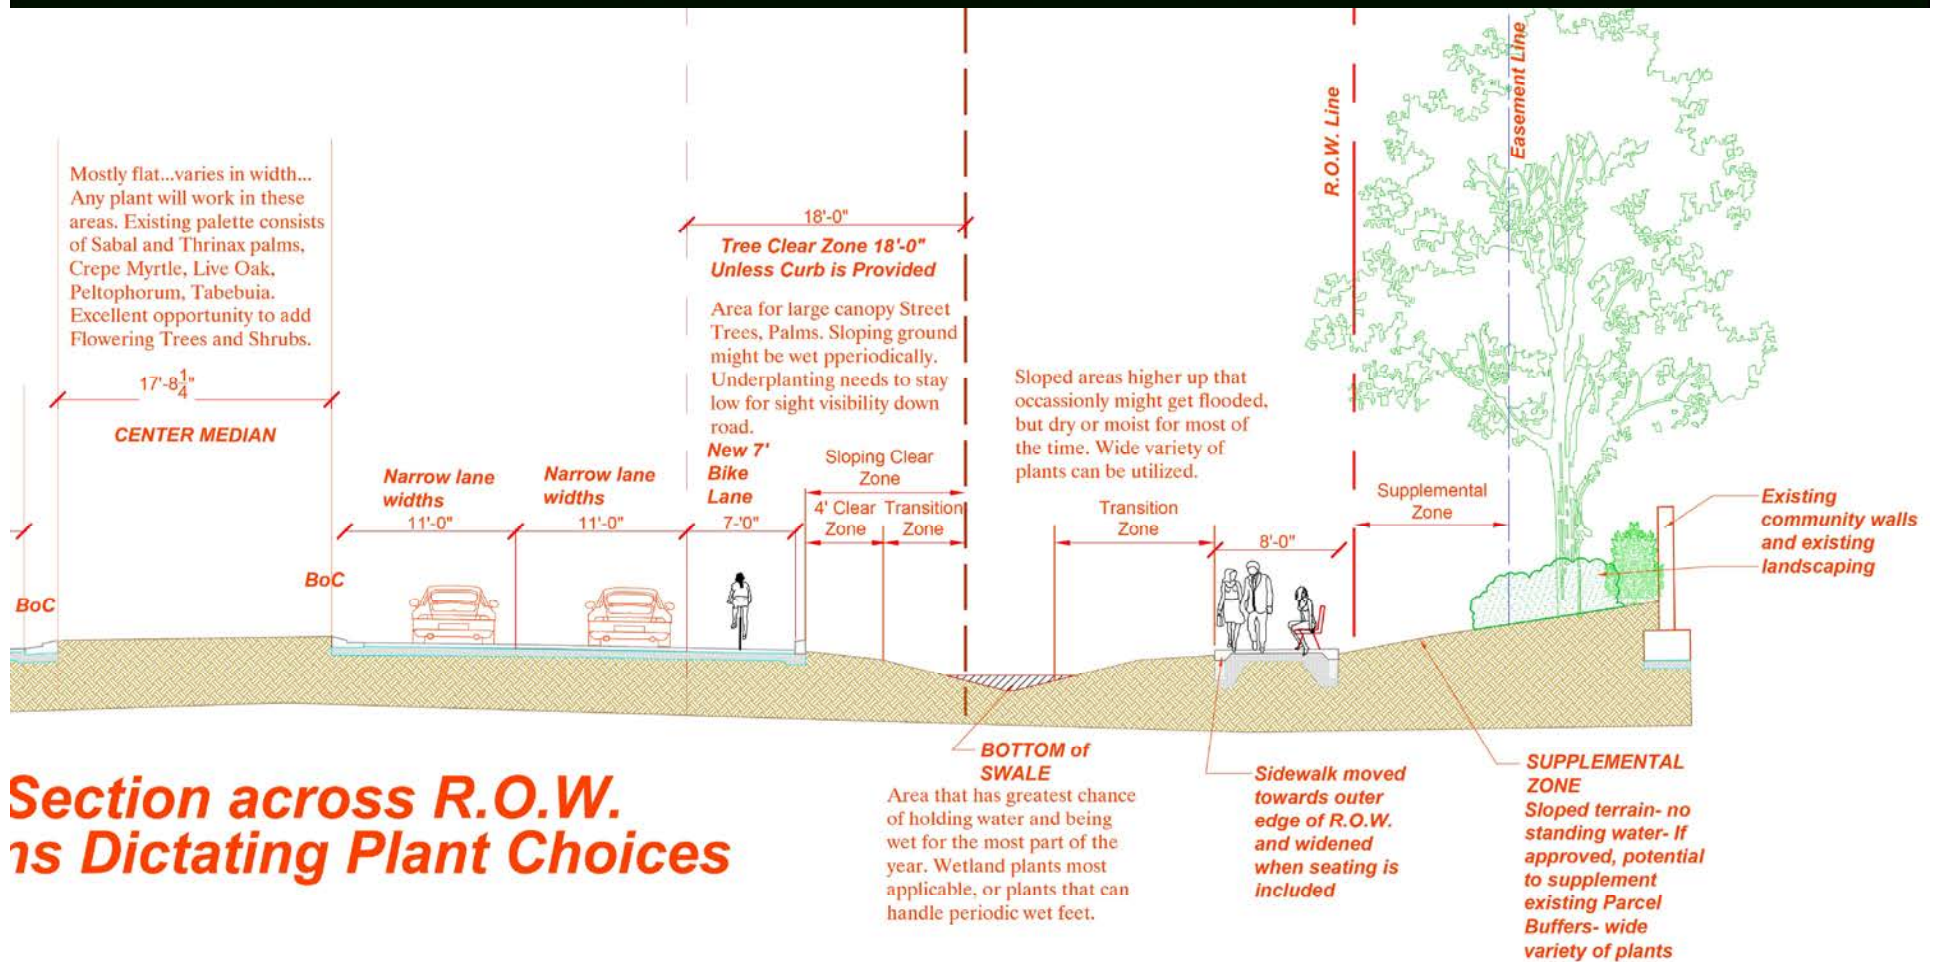 Easement Line
R.O.W. Line
Mostly flat...varies in width...
Any plant will work in these
areas. Existing palette consists
of Sabal and Thrinax palms,
Crepe Myrtle, Live Oak,
Peltophorum, Tabebuia.
Excellent opportunity to add
Flowering Trees and Shrubs.
17'-8 1/4"
CENTER MEDIAN
18'-0"
Tree Clear Zone 18'-0"
Unless Curb is Provided
Area for large canopy Street
Trees, Palms. Sloping ground
might be wet pperiodically.
Underplanting needs to stay
low for sight visibility down
road.
New 7'
Bike
Lane
7-'0"
Narrow lane
widths
11'-0"
Narrow lane
widths
11'-0"
Sloping Clear
Zone
4' Clear
Zone
Transition
Zone
Sloped areas higher up that
occassionly might get flooded,
but dry or moist for most of
the time. Wide variety of
plants can be utilized.
Transition
Zone
8'-0"
Supplemental
Zone
Existing
community walls
and existing
landscaping
BoC
BoC
BOTTOM of
SWALE
Area that has greatest chance
of holding water and being
wet for the most part of the
year. Wetland plants most
applicable, or plants that can
handle periodic wet feet.
Sidewalk moved
towards outer
edge of R.O.W.
and widened
when seating is
included
SUPPLEMENTAL
ZONE
Sloped terrain- no
standing water- If
approved, potential
to supplement
existing Parcel
Buffers- wide
variety of plants
Section across R.O.W.
ns Dictating Plant Choices